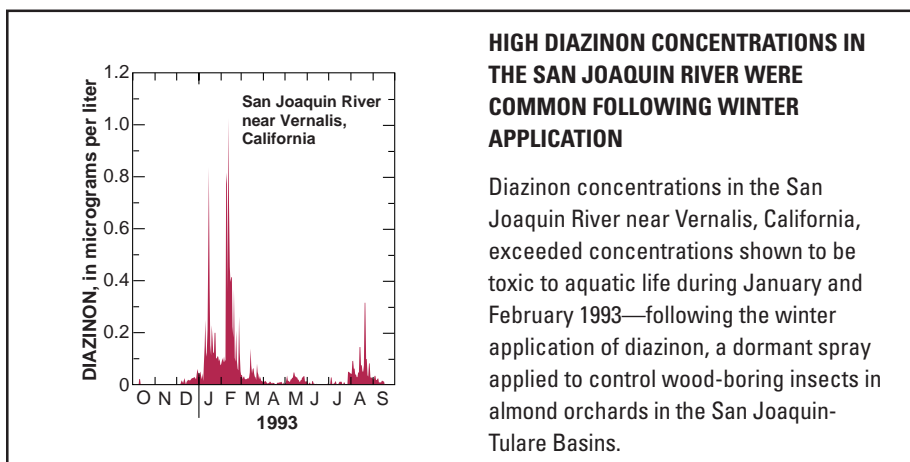 HIGH DIAZINON CONCENTRATIONS IN
THE SAN JOAQUIN RIVER WERE
COMMON FOLLOWING WINTER
APPLICATION
Diazinon concentrations in the San
Joaquin River near Vernalis, California,
exceeded concentrations shown to be
toxic to aquatic life during January and
February 1993—following the winter
application of diazinon, a dormant spray
applied to control wood-boring insects in
almond orchards in the San Joaquin-
Tulare Basins.
DIAZINON, in micrograms per liter
1.2
1.0
0.8
0.6
0.4
0.2
0
San Joaquin River
near Vernalis,
California
O N D J F M A M J J A S
1993